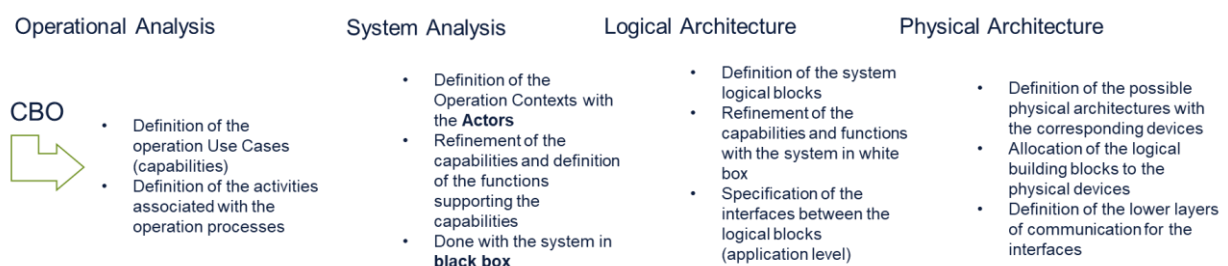 Operational Analysis
System Analysis
Logical Architecture
Physical Architecture
CBO
• Definition of the
operation Use Cases
(capabilities)
• Definition of the activities
associated with the
operation processes
• Definition of the
Operation Contexts with
the Actors
• Refinement of the
capabilities and definition
of the functions
supporting the
capabilities
• Done with the system in
black box
• Definition of the system
logical blocks
• Refinement of the
capabilities and functions
with the system in white
box
• Specification of the
interfaces between the
logical blocks
(application level)
• Definition of the possible
physical architectures with
the corresponding devices
• Allocation of the logical
building blocks to the
physical devices
• Definition of the lower layers
of communication for the
interfaces